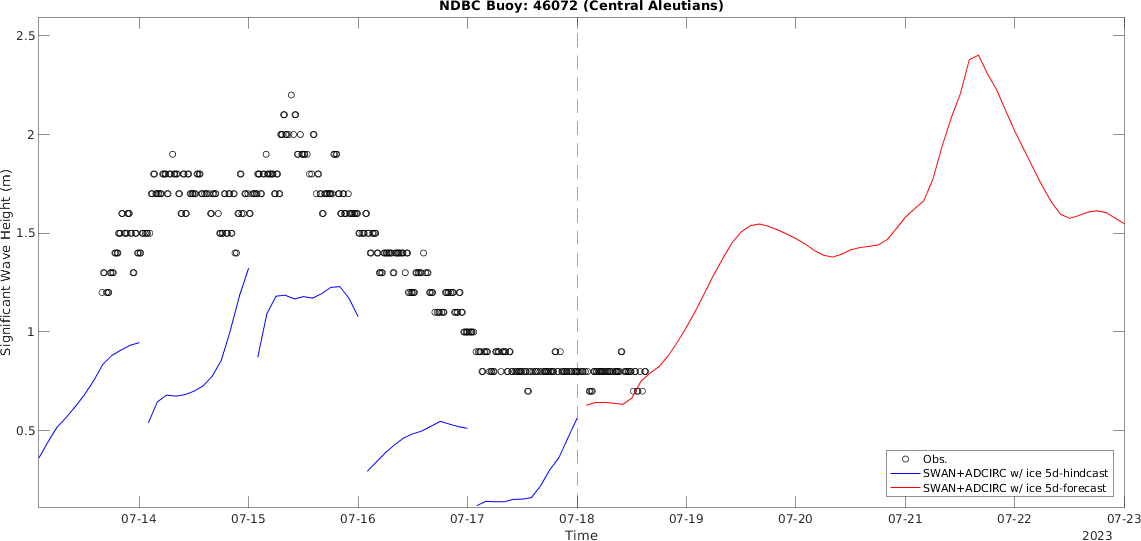 NDBC Buoy: 46072 (Central Aleutians)
Significant Wave Height (m)
2.5
2
1.5
1
0.5
Obs.
SWAN+ADCIRC w/ ice 5d-hindcast
SWAN+ADCIRC w/ ice 5d-forecast
07-14 07-15 07-16 07-17 07-18 07-19 07-20 07-21 07-22 07-23
Time
2023